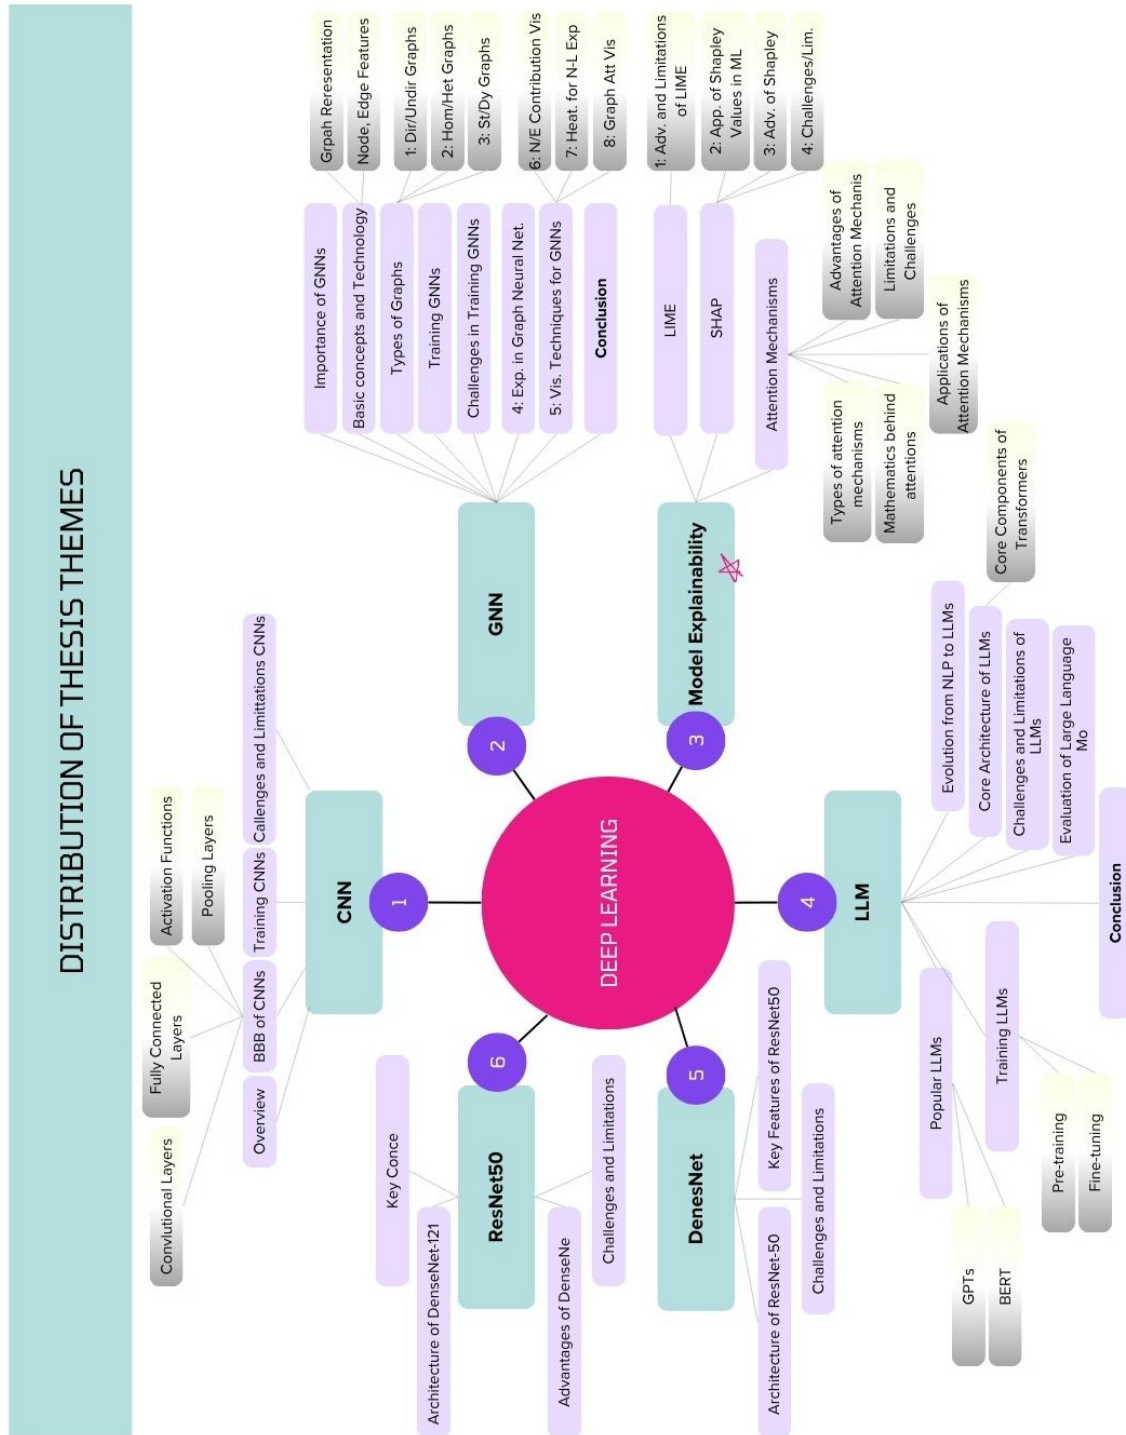 DISTRIBUTION OF THESIS THEMES
DEEP LEARNING
1
CNN
Overview
BBB of CNNs
Convlutional Layers
Fully Connected
Layers
Activation Functions
Pooling Layers
Training CNNs
Callenges and Limittations CNNs
2
GNN
Importance of GNNs
Basic concepts and Technology
Grpah Reresentation
Node, Edge Features
Types of Graphs
1: Dir/Undir Graphs
2: Hom/Het Graphs
3: St/Dy Graphs
Training GNNs
Challenges in Training GNNs
4: Exp. in Graph Neural Net.
5: Vis. Techniques for GNNs
6: N/E Contribution Vis
7: Heat. for N-L Exp
8: Graph Att Vis
Conclusion
3
Model Explainability
LIME
1: Adv. and Limitations
of LIME
SHAP
2: App. of Shapley
Values in ML
3: Adv. of Shapley
4: Challenges/Lim.
Attention Mechanisms
Types of attention
mechanisms
Mathematics behind
attentions
Advantages of
Attention Mechanis
Limitations and
Challenges
Applications of
Attention Mechanisms
4
LLM
Evolution from NLP to LLMs
Core Architecture of LLMs
Core Components of
Transformers
Challenges and Limitations of
LLMs
Evaluation of Large Language
Mo
Conclusion
Popular LLMs
GPTs
BERT
Training LLMs
Pre-training
Fine-tuning
5
DenesNet
Architecture of ResNet-50
Key Features of ResNet50
Challenges and Limitations
6
ResNet50
Key Conce
Architecture of DenseNet-121
Advantages of DenseNe
Challenges and Limitations